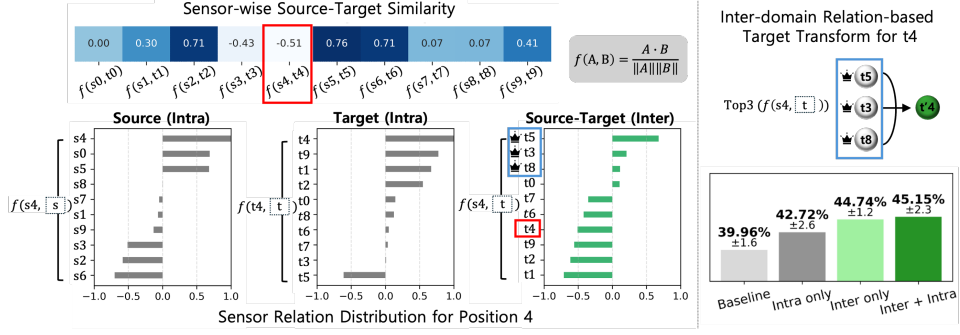 Sensor-wise Source-Target Similarity
0.00 0.30 0.71 -0.43 -0.51 0.76 0.71 0.07 0.07 0.41
f(s0, t0) f(s1, t1) f(s2, t2) f(s3, t3) f(s4, t4) f(s5, t5) f(s6, t6) f(s7, t7) f(s8, t8) f(s9, t9)
f(A, B) = A · B / ‖A‖‖B‖
Source (Intra)
f(s4, s)
s4
s0
s5
s8
s7
s1
s9
s3
s2
s6
−1.0 −0.5 0.0 0.5 1.0
Target (Intra)
f(t4, t)
t4
t9
t1
t2
t0
t8
t6
t7
t3
t5
−1.0 −0.5 0.0 0.5 1.0
Source-Target (Inter)
f(s4, t)
t5
t3
t8
t0
t7
t6
t4
t9
t2
t1
−1.0 −0.5 0.0 0.5 1.0
Sensor Relation Distribution for Position 4
Inter-domain Relation-based
Target Transform for t4
Top3 (f(s4, t))
t5
t3
t8
t'4
39.96%
±1.6
42.72%
±2.6
44.74%
±1.2
45.15%
±2.3
Baseline Intra only Inter only Inter + Intra